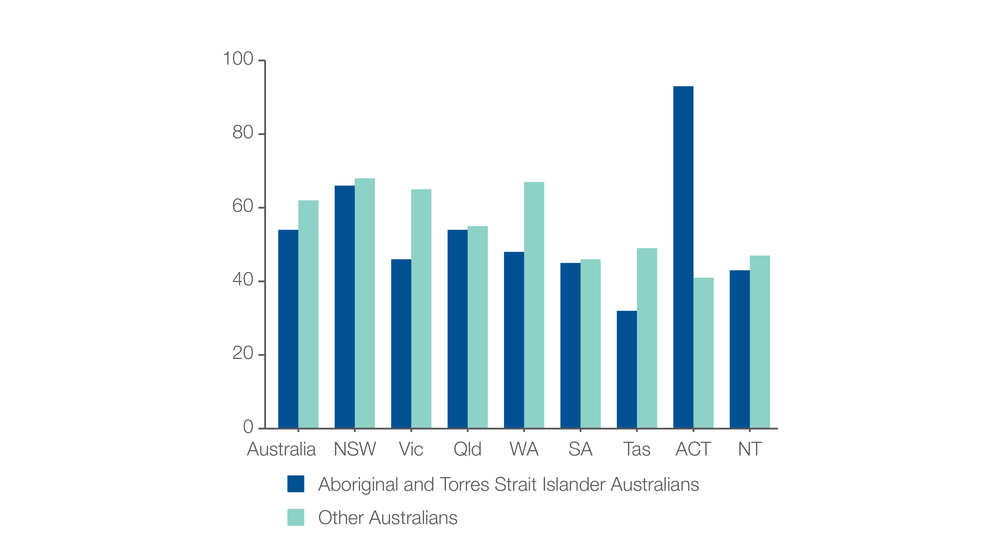 100
80
60
40
20
0
Australia NSW Vic Qld WA SA Tas ACT NT
Aboriginal and Torres Strait Islander Australians
Other Australians